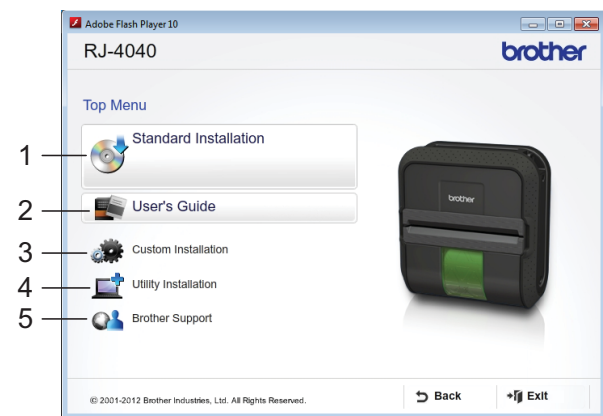 Adobe Flash Player 10
RJ-4040
brother
Top Menu
1
Standard Installation
brother
2
User's Guide
3
Custom Installation
4
Utility Installation
5
Brother Support
© 2001-2012 Brother Industries, Ltd. All Rights Reserved.
Back
Exit